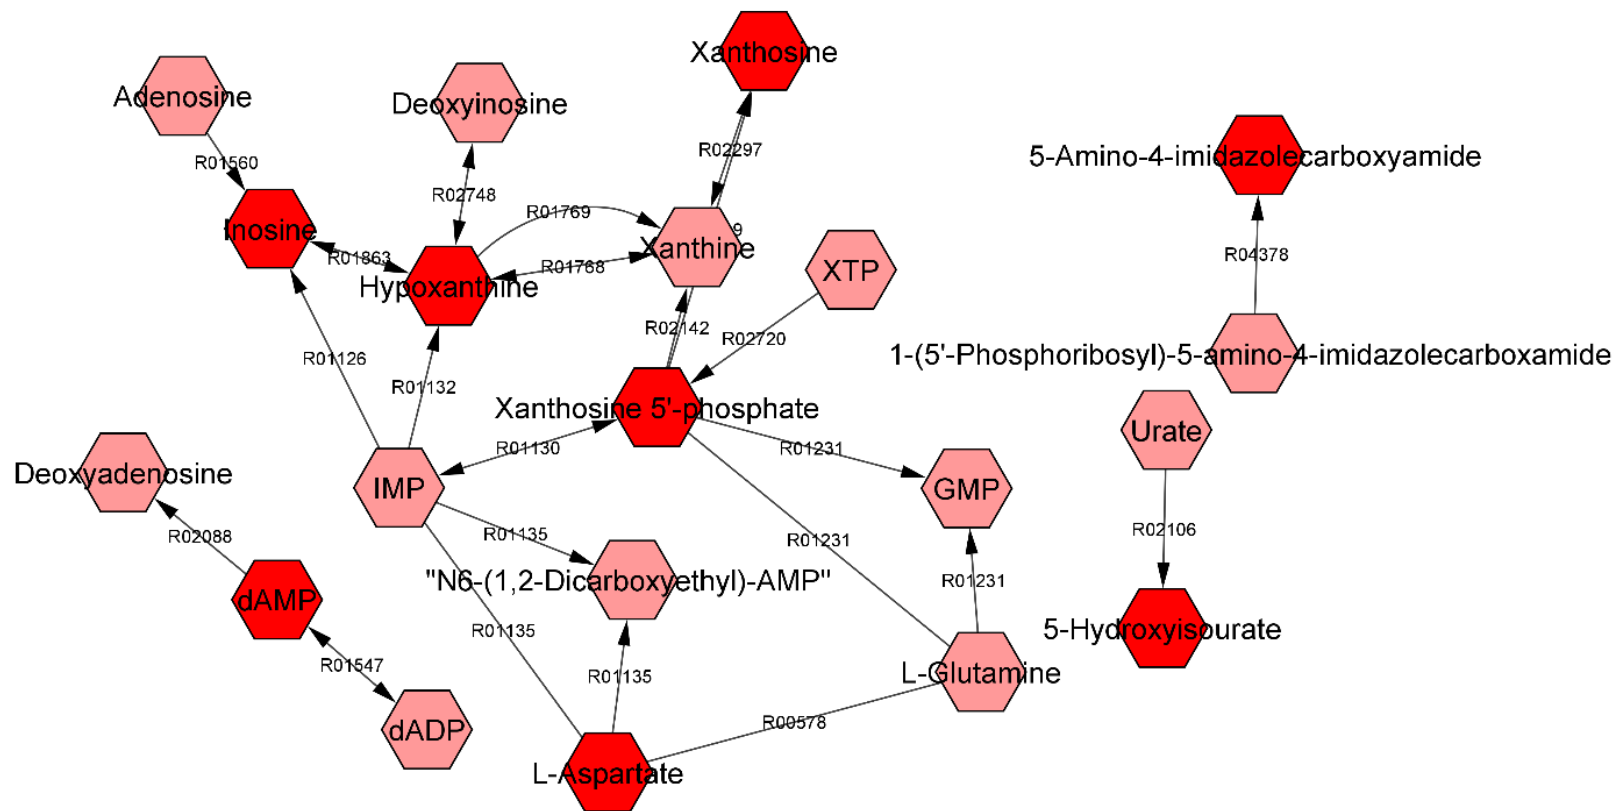 Xanthosine
Adenosine
Deoxyinosine
R02297
R01560
5-Amino-4-imidazolecarboxyamide
R02748
R01769
Inosine
9
Xanthine
R01863
R01768
R04378
Hypoxanthine
XTP
R02142
R02720
R01126
1-(5'-Phosphoribosyl)-5-amino-4-imidazolecarboxamide
R01132
Xanthosine 5'-phosphate
Urate
R01130
R01231
Deoxyadenosine
IMP
GMP
R02088
R01135
R01231
R02106
"N6-(1,2-Dicarboxyethyl)-AMP"
R01231
dAMP
R01135
5-Hydroxyisourate
R01547
R01135
L-Glutamine
dADP
R00578
L-Aspartate